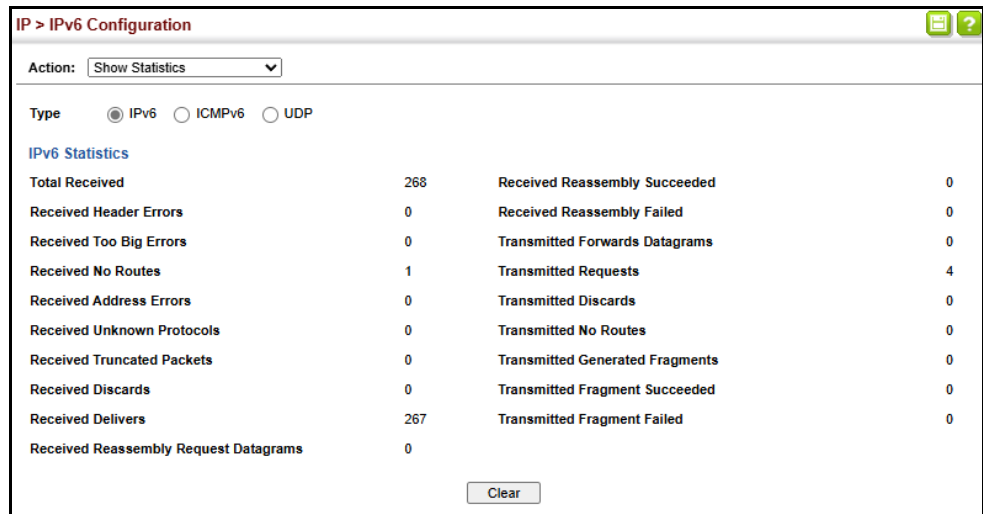 IP > IPv6 Configuration
?
Action: Show Statistics
Type IPv6 ICMPv6 UDP
IPv6 Statistics
Total Received 268 Received Reassembly Succeeded 0
Received Header Errors 0 Received Reassembly Failed 0
Received Too Big Errors 0 Transmitted Forwards Datagrams 0
Received No Routes 1 Transmitted Requests 4
Received Address Errors 0 Transmitted Discards 0
Received Unknown Protocols 0 Transmitted No Routes 0
Received Truncated Packets 0 Transmitted Generated Fragments 0
Received Discards 0 Transmitted Fragment Succeeded 0
Received Delivers 267 Transmitted Fragment Failed 0
Received Reassembly Request Datagrams 0
Clear